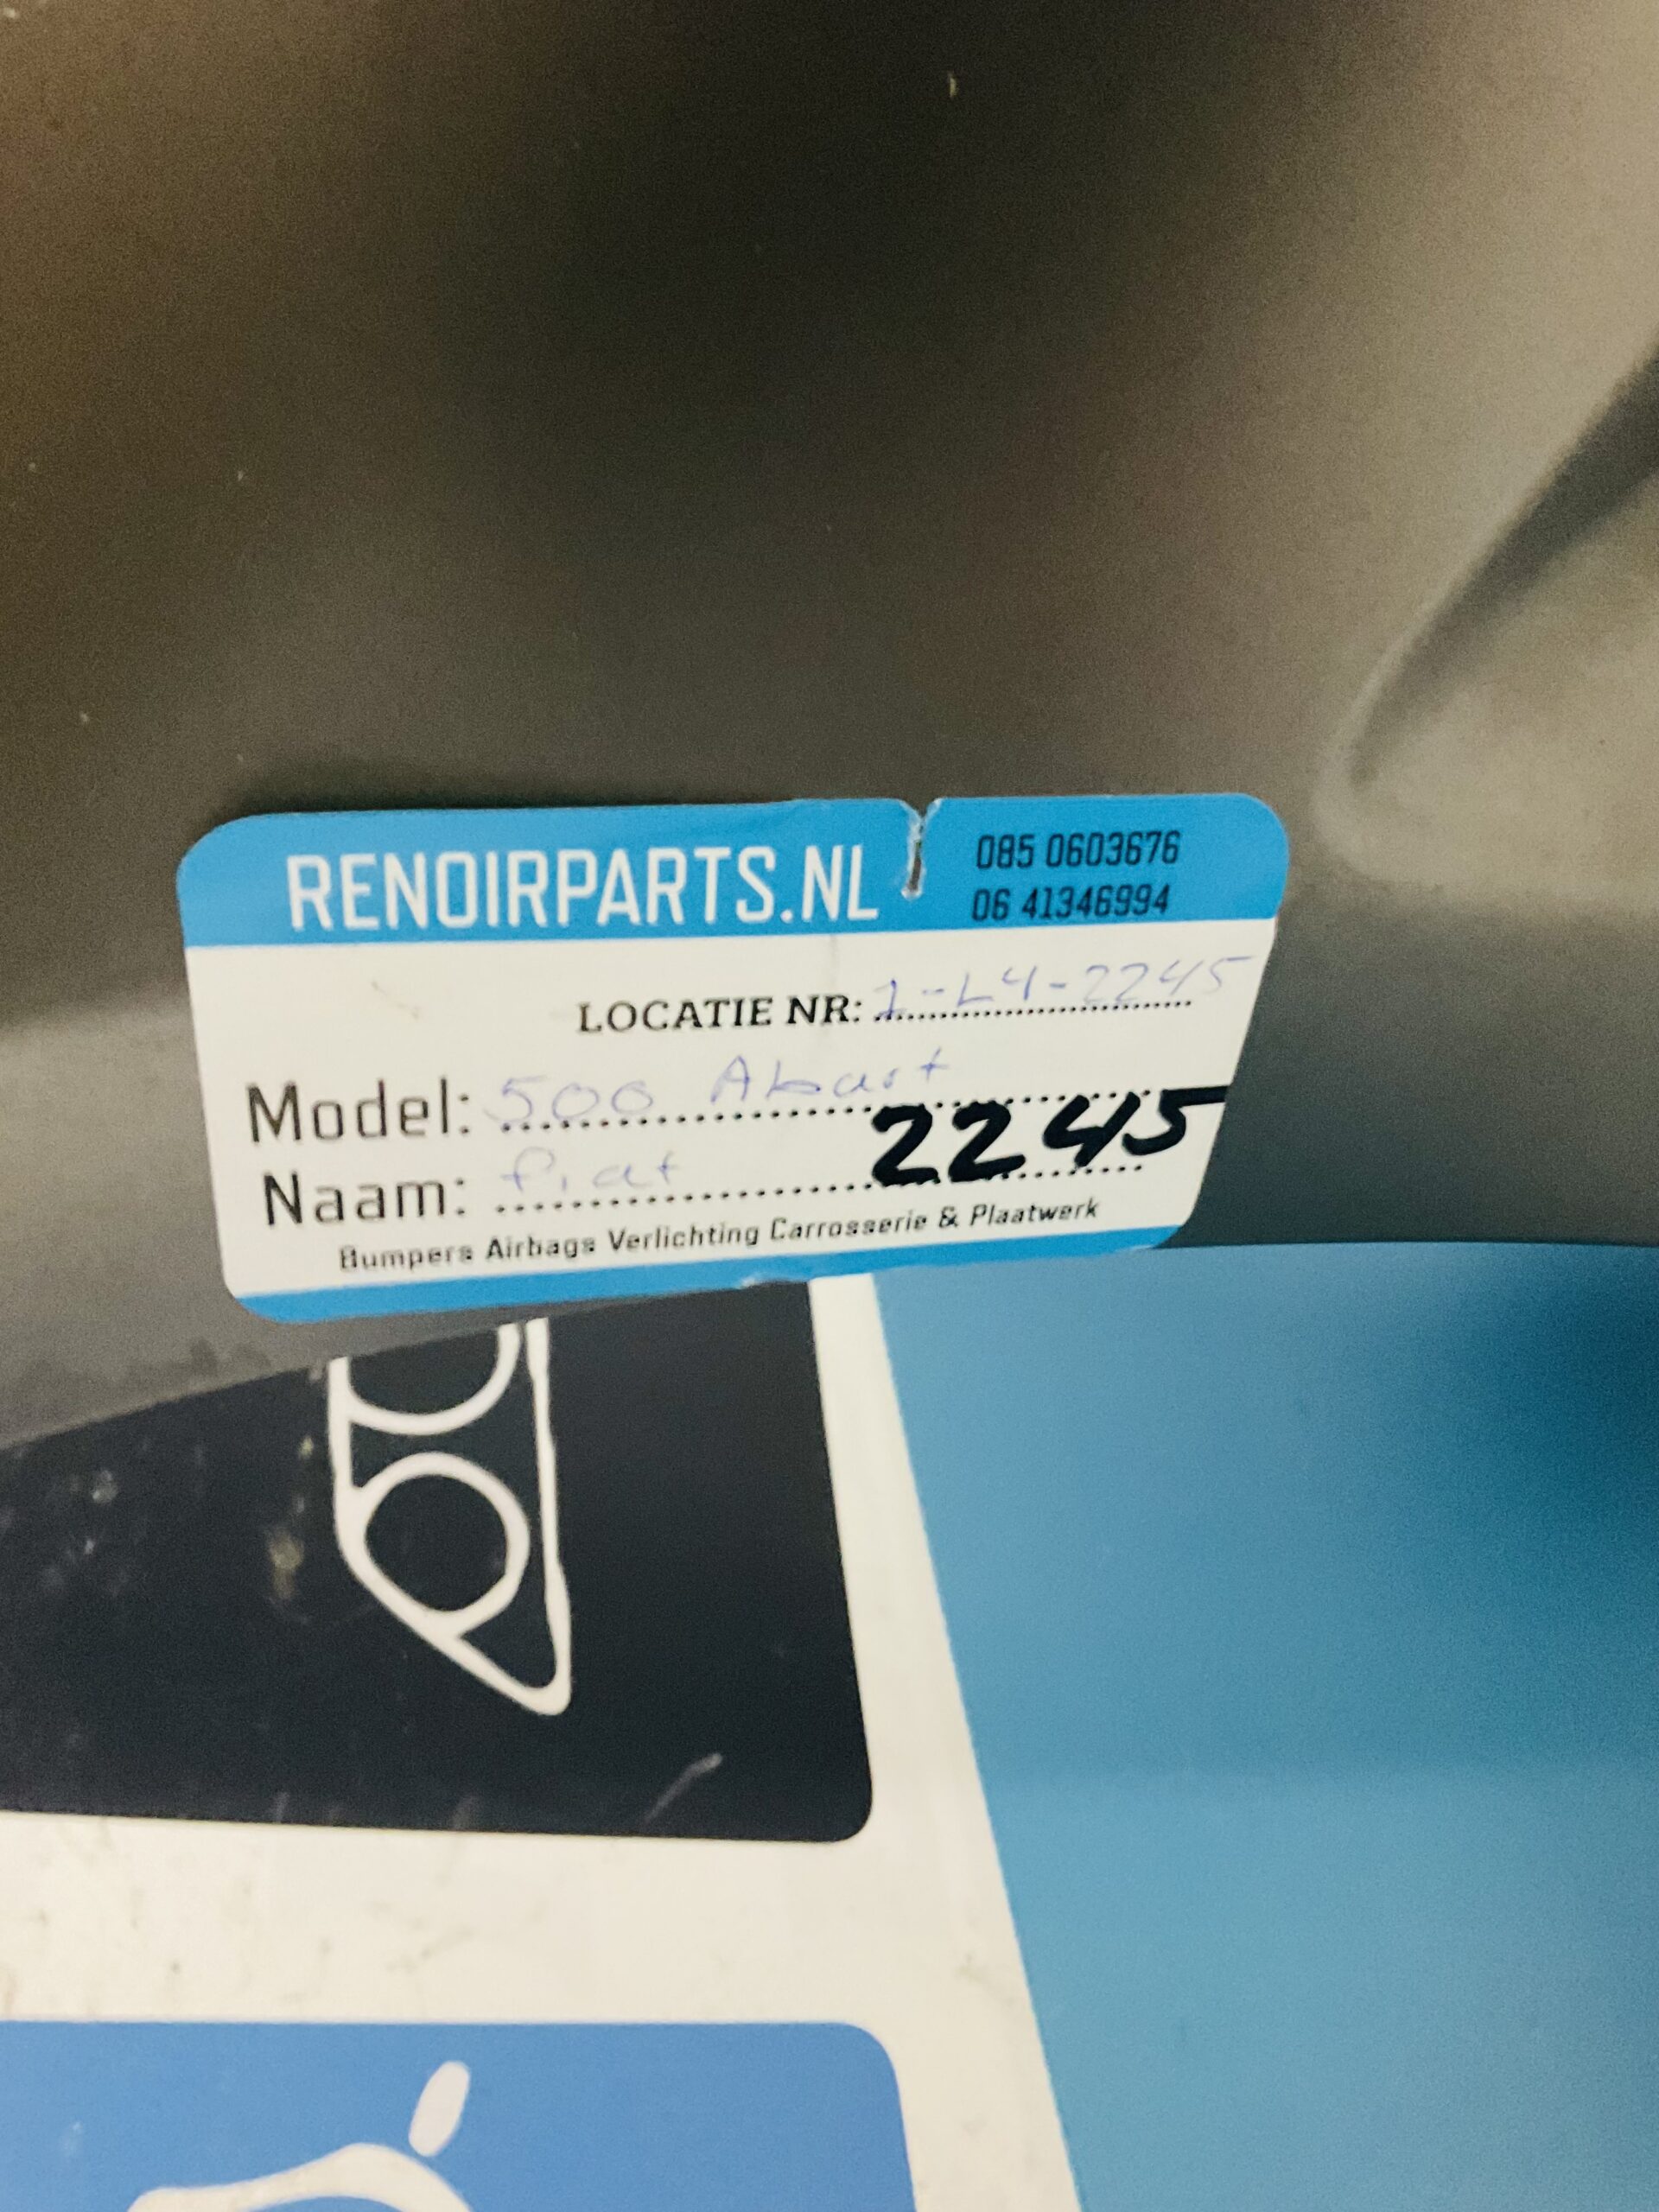 RENOIRPARTS.NL
085 0603676
06 41346994
LOCATIE NR: 1-L4-2245
Model: 500 Abart
2245
Naam: fiat
Bumpers Airbags Verlichting Carrosserie & Plaatwerk